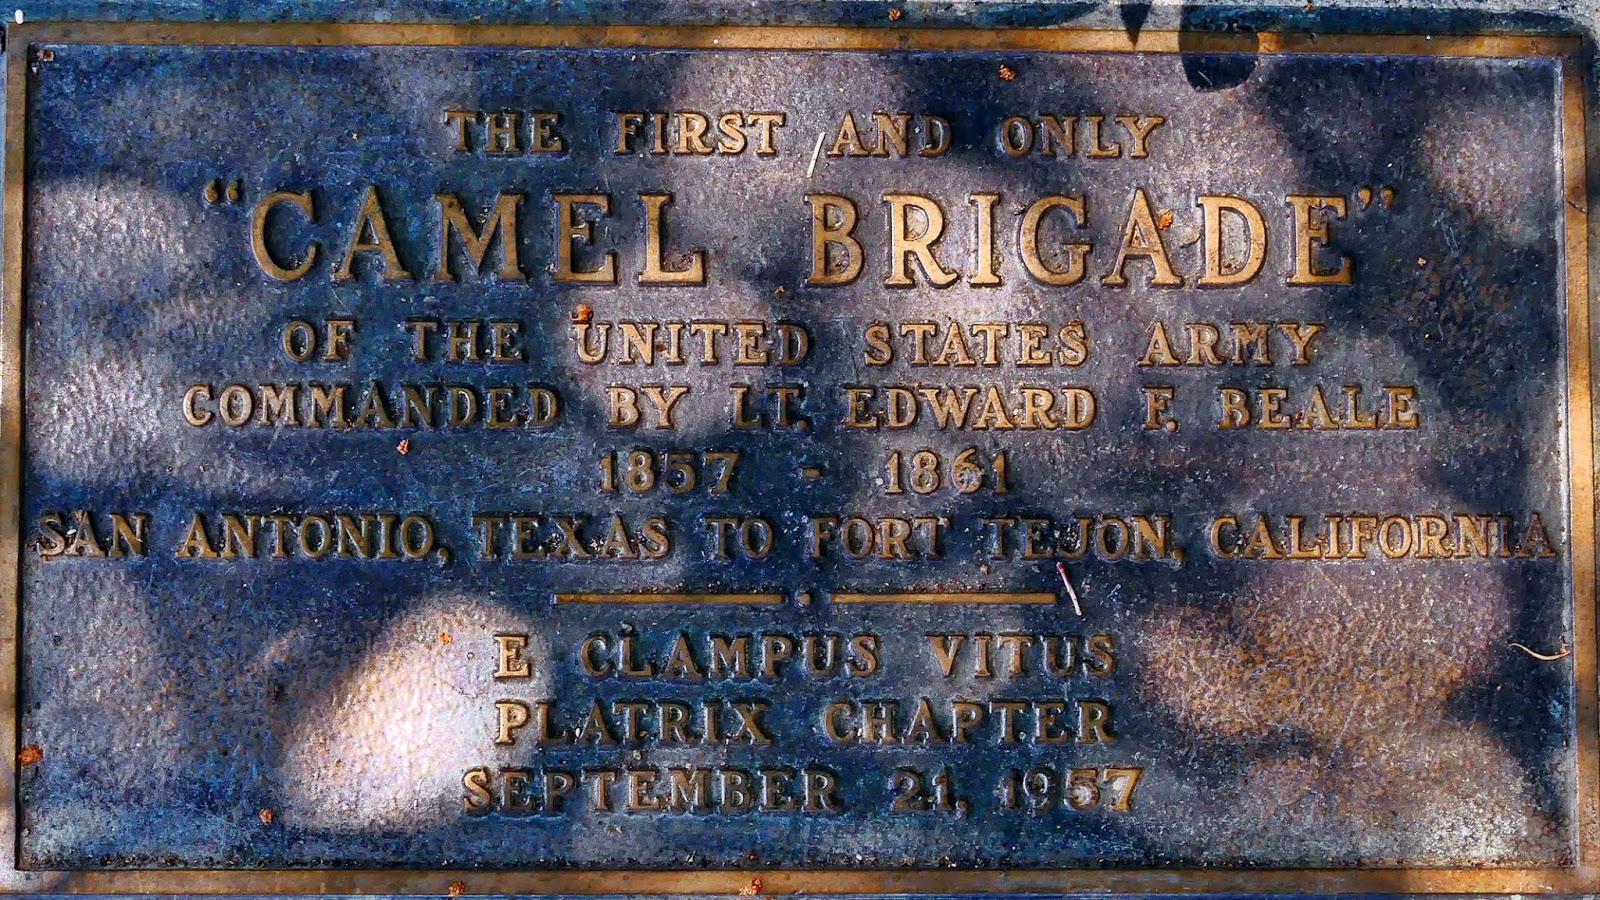 THE FIRST AND ONLY
"CAMEL BRIGADE"
OF THE UNITED STATES ARMY
COMMANDED BY LT. EDWARD F. BEALE
1857 - 1861
SAN ANTONIO, TEXAS TO FORT TEJON, CALIFORNIA
E CLAMPUS VITUS
PLATRIX CHAPTER
SEPTEMBER 21, 1957